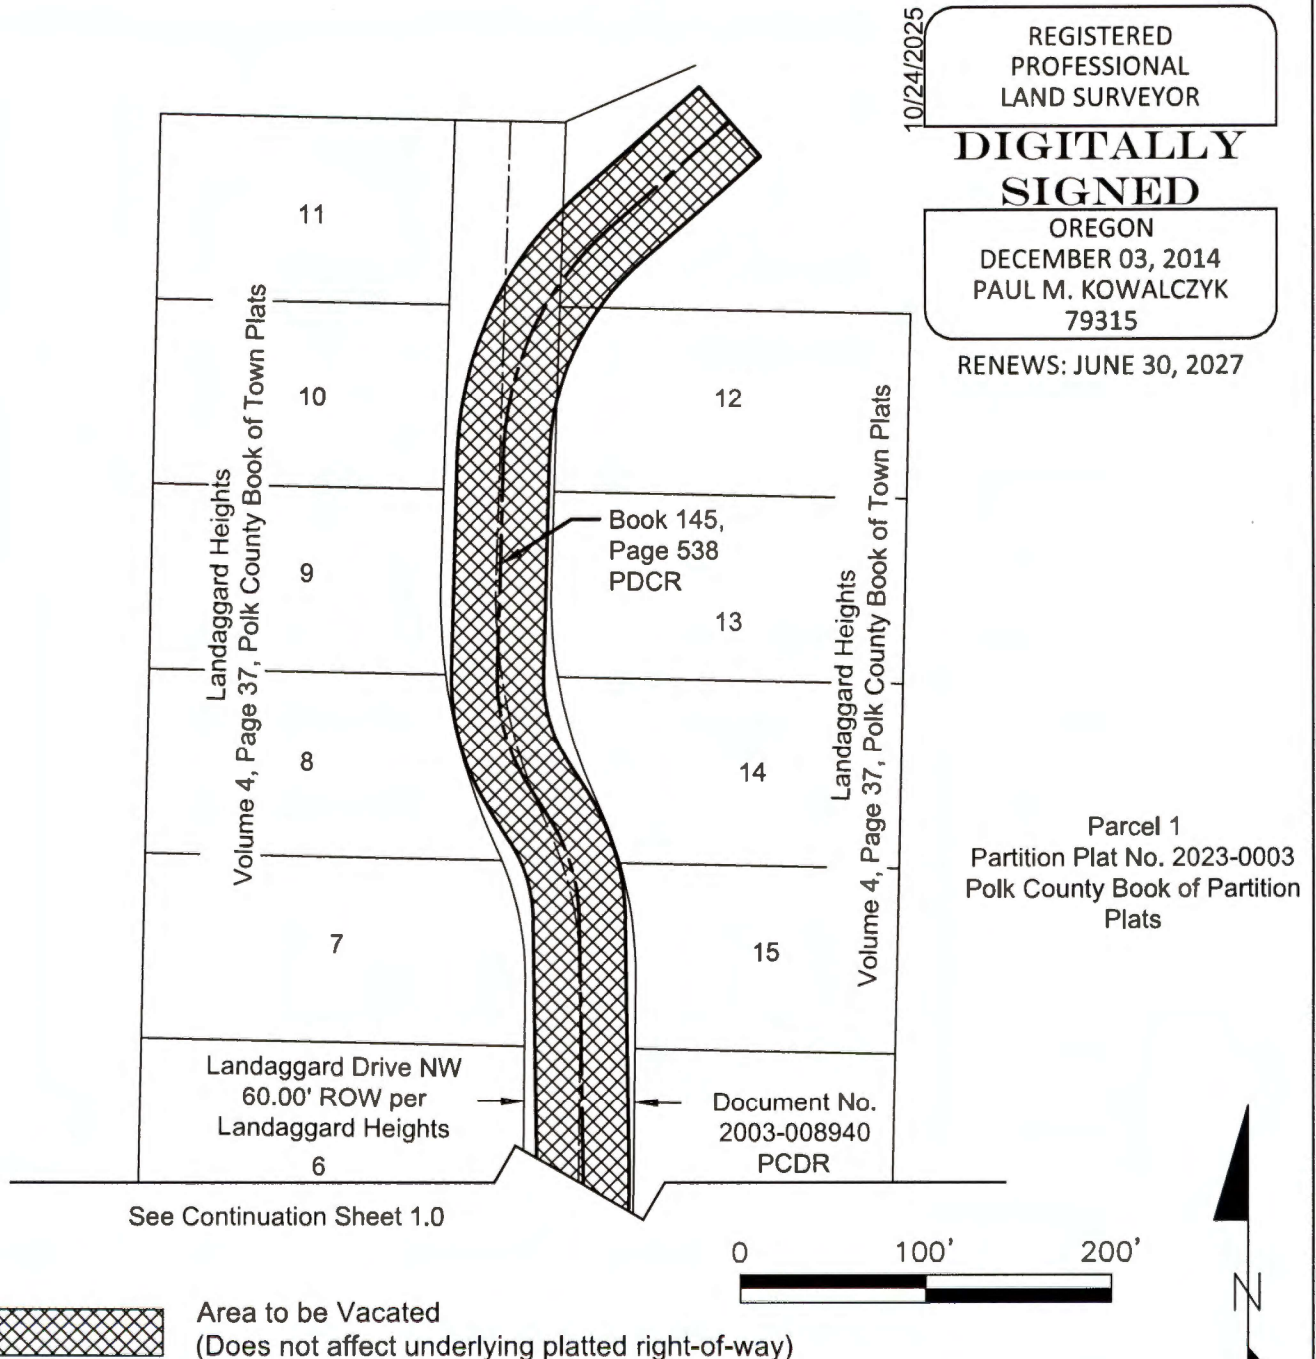 10/24/2025
REGISTERED
PROFESSIONAL
LAND SURVEYOR
DIGITALLY
SIGNED
OREGON
DECEMBER 03, 2014
PAUL M. KOWALCZYK
79315
RENEWS: JUNE 30, 2027
11
10
9
8
7
Landaggard Heights
Volume 4, Page 37, Polk County Book of Town Plats
Book 145,
Page 538
PDCR
12
13
14
15
Landaggard Heights
Volume 4, Page 37, Polk County Book of Town Plats
Parcel 1
Partition Plat No. 2023-0003
Polk County Book of Partition
Plats
Landaggard Drive NW
60.00' ROW per
Landaggard Heights
6
Document No.
2003-008940
PCDR
See Continuation Sheet 1.0
0 100' 200'
N
Area to be Vacated
(Does not affect underlying platted right-of-way)